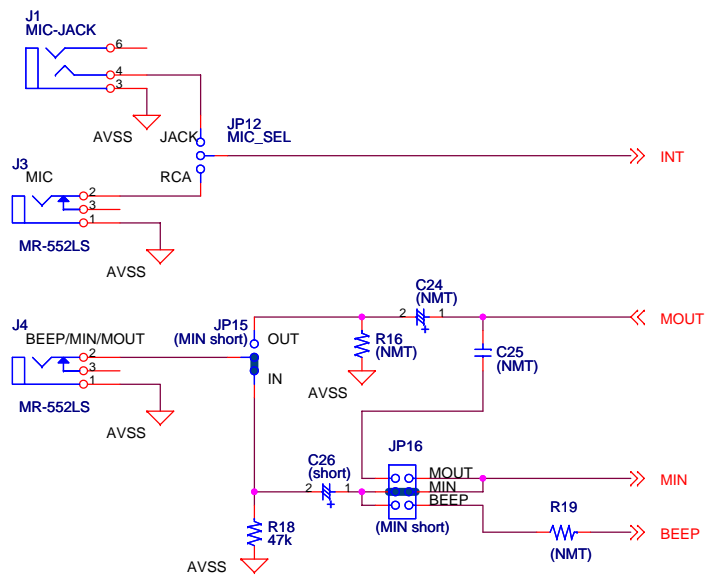 J1
MIC-JACK
6
4
3
AVSS
JACK
JP12
MIC_SEL
INT
RCA
J3
MIC
2
3
1
MR-552LS
AVSS
C24
(NMT)
2 1
MOUT
J4
BEEP/MIN/MOUT
JP15
(MIN short)
OUT
R16
(NMT)
C25
(NMT)
2
3
1
IN
AVSS
MR-552LS
AVSS
C26
(short)
2 1
JP16
MOUT
MIN
BEEP
MIN
(MIN short)
R19
(NMT)
BEEP
R18
47k
AVSS